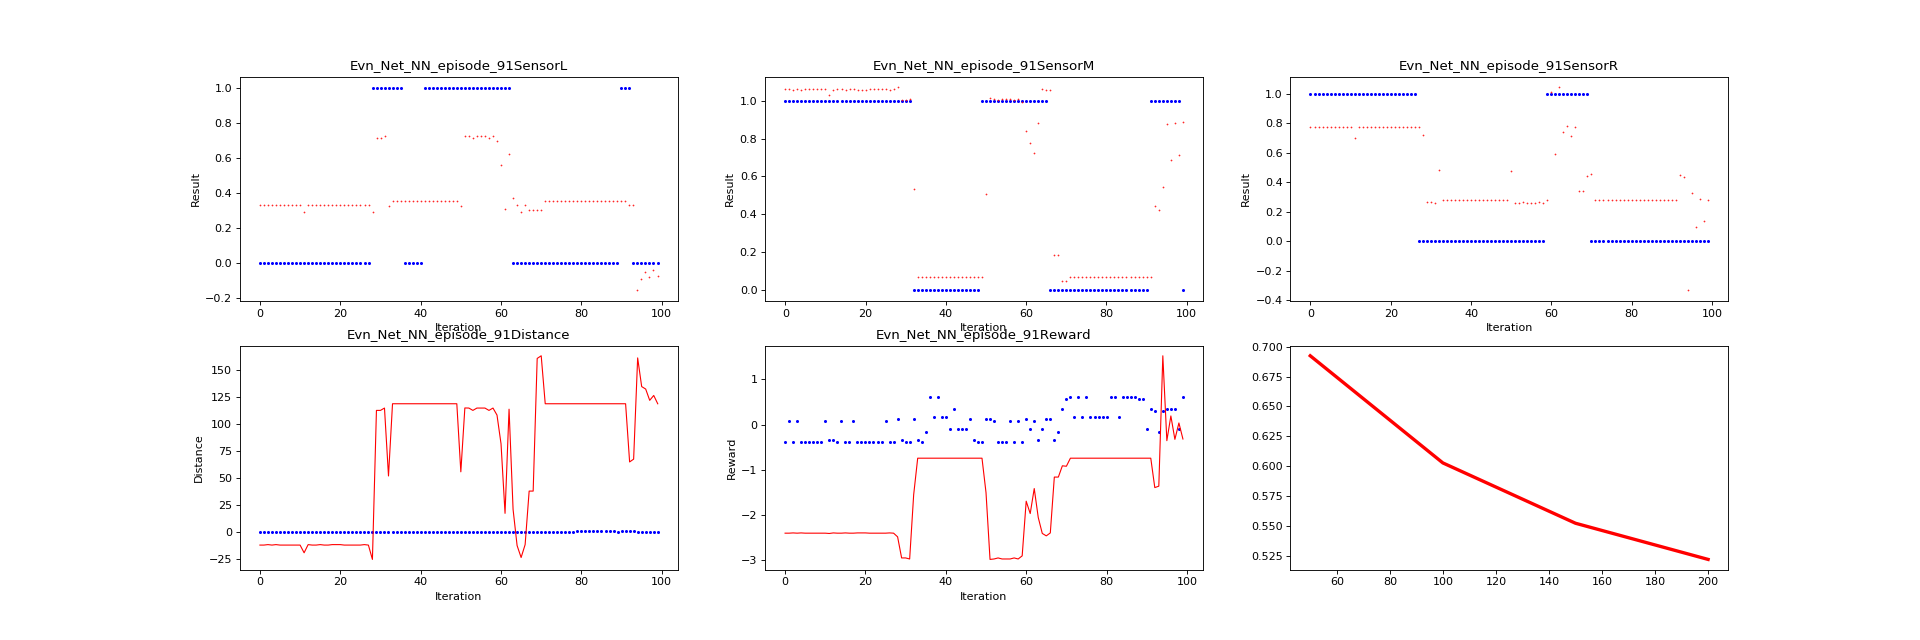 Evn_Net_NN_episode_91SensorL
Result
1.0
0.8
0.6
0.4
0.2
0.0
−0.2
0 20 40 60 80 100
Iteration
Evn_Net_NN_episode_91SensorM
Result
1.0
0.8
0.6
0.4
0.2
0.0
0 20 40 60 80 100
Iteration
Evn_Net_NN_episode_91SensorR
Result
1.0
0.8
0.6
0.4
0.2
0.0
−0.2
−0.4
0 20 40 60 80 100
Iteration
Evn_Net_NN_episode_91Distance
Distance
150
125
100
75
50
25
0
−25
0 20 40 60 80 100
Iteration
Evn_Net_NN_episode_91Reward
Reward
1
0
−1
−2
−3
0 20 40 60 80 100
Iteration
0.700
0.675
0.650
0.625
0.600
0.575
0.550
0.525
60 80 100 120 140 160 180 200